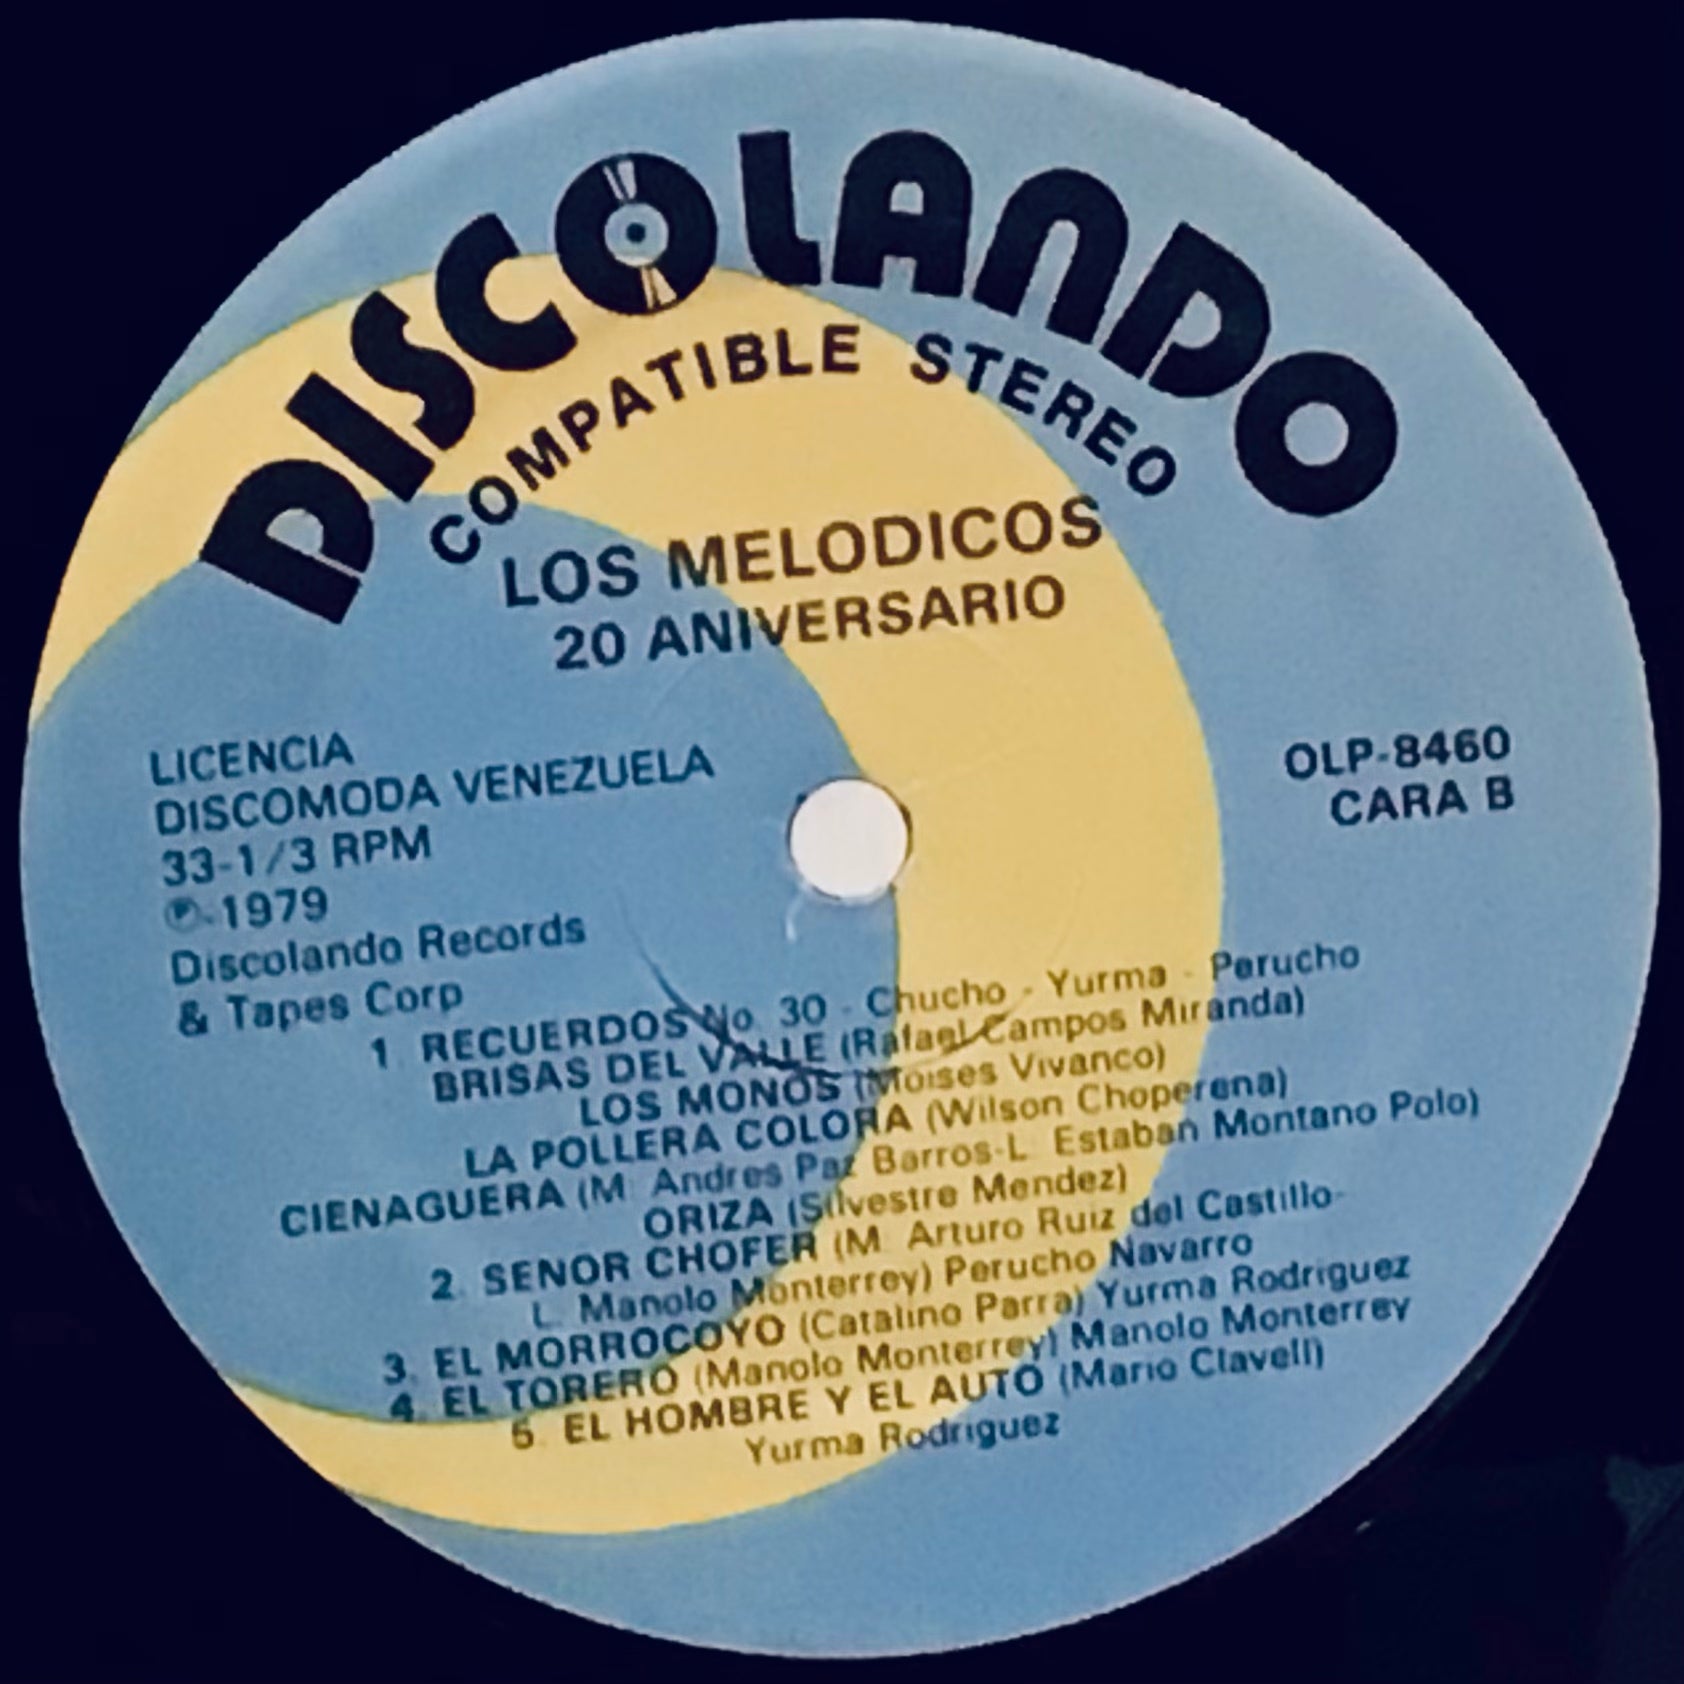 DISCOLANDO
COMPATIBLE STEREO
LOS MELODICOS
20 ANIVERSARIO
LICENCIA
DISCOMODA VENEZUELA
33-1/3 RPM
℗-1979
Discolando Records
& Tapes Corp
OLP-8460
CARA B
1 RECUERDOS No. 30 - Chucho - Yurma - Perucho
BRISAS DEL VALLE (Rafael Campos Miranda)
LOS MONOS (Moises Vivanco)
LA POLLERA COLORA (Wilson Choperena)
CIENAGUERA (M. Andres Paz Barros-L. Estaban Montano Polo)
ORIZA (Silvestre Mendez)
2. SENOR CHOFER (M. Arturo Ruiz del Castillo-
L. Manolo Monterrey) Perucho Navarro
3. EL MORROCOYO (Catalino Parra) Yurma Rodriguez
4. EL TORERO (Manolo Monterrey) Manolo Monterrey
5. EL HOMBRE Y EL AUTO (Mario Clavell)
Yurma Rodriguez